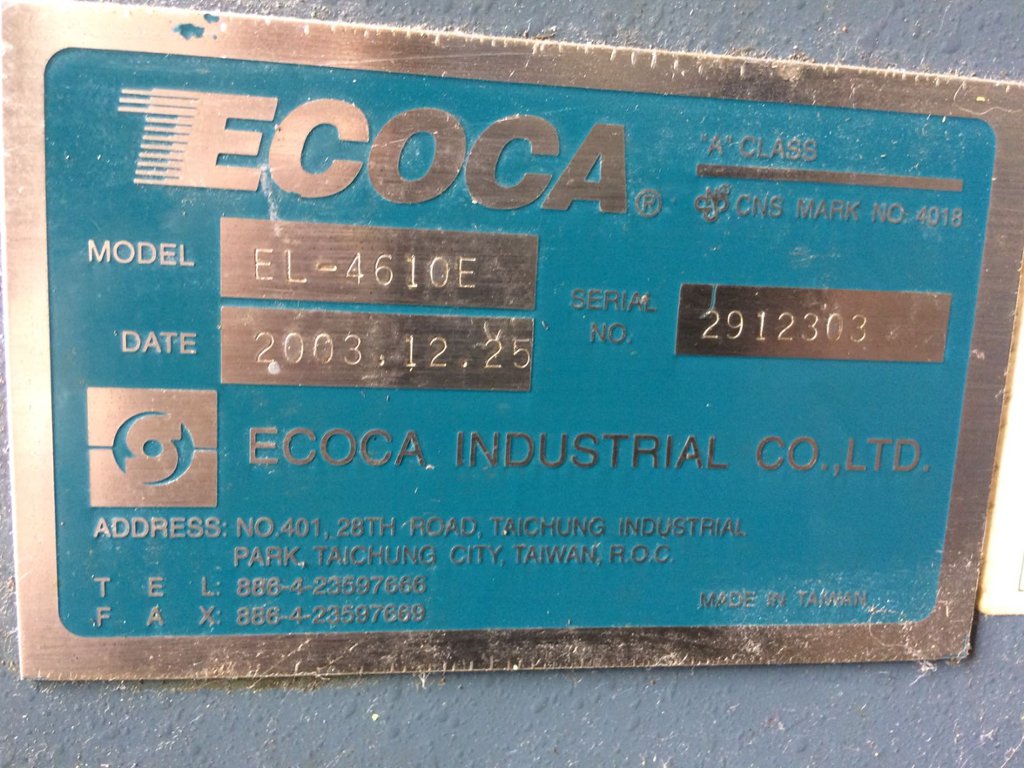 ECOCA®
"A" CLASS
CNS MARK NO: 4018
MODEL EL-4610E
DATE 2003.12.25
SERIAL NO. 2912303
ECOCA INDUSTRIAL CO.,LTD.
ADDRESS: NO.401, 28TH ROAD, TAICHUNG INDUSTRIAL
PARK, TAICHUNG CITY, TAIWAN, R.O.C.
T E L: 886-4-23597666
F A X: 886-4-23597669
MADE IN TAIWAN